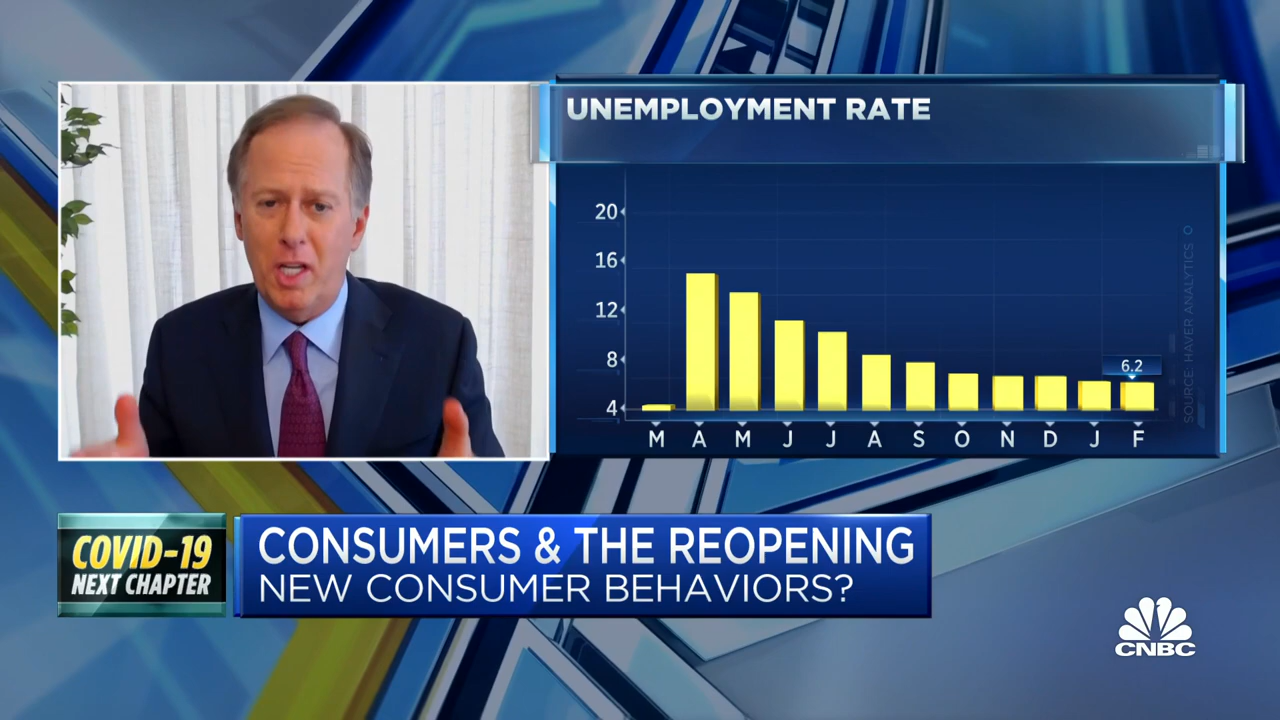 UNEMPLOYMENT RATE
20
16
12
8
4
6.2
M A M J J A S O N D J F
SOURCE: HAVER ANALYTICS
COVID-19
NEXT CHAPTER
CONSUMERS & THE REOPENING
NEW CONSUMER BEHAVIORS?
CNBC